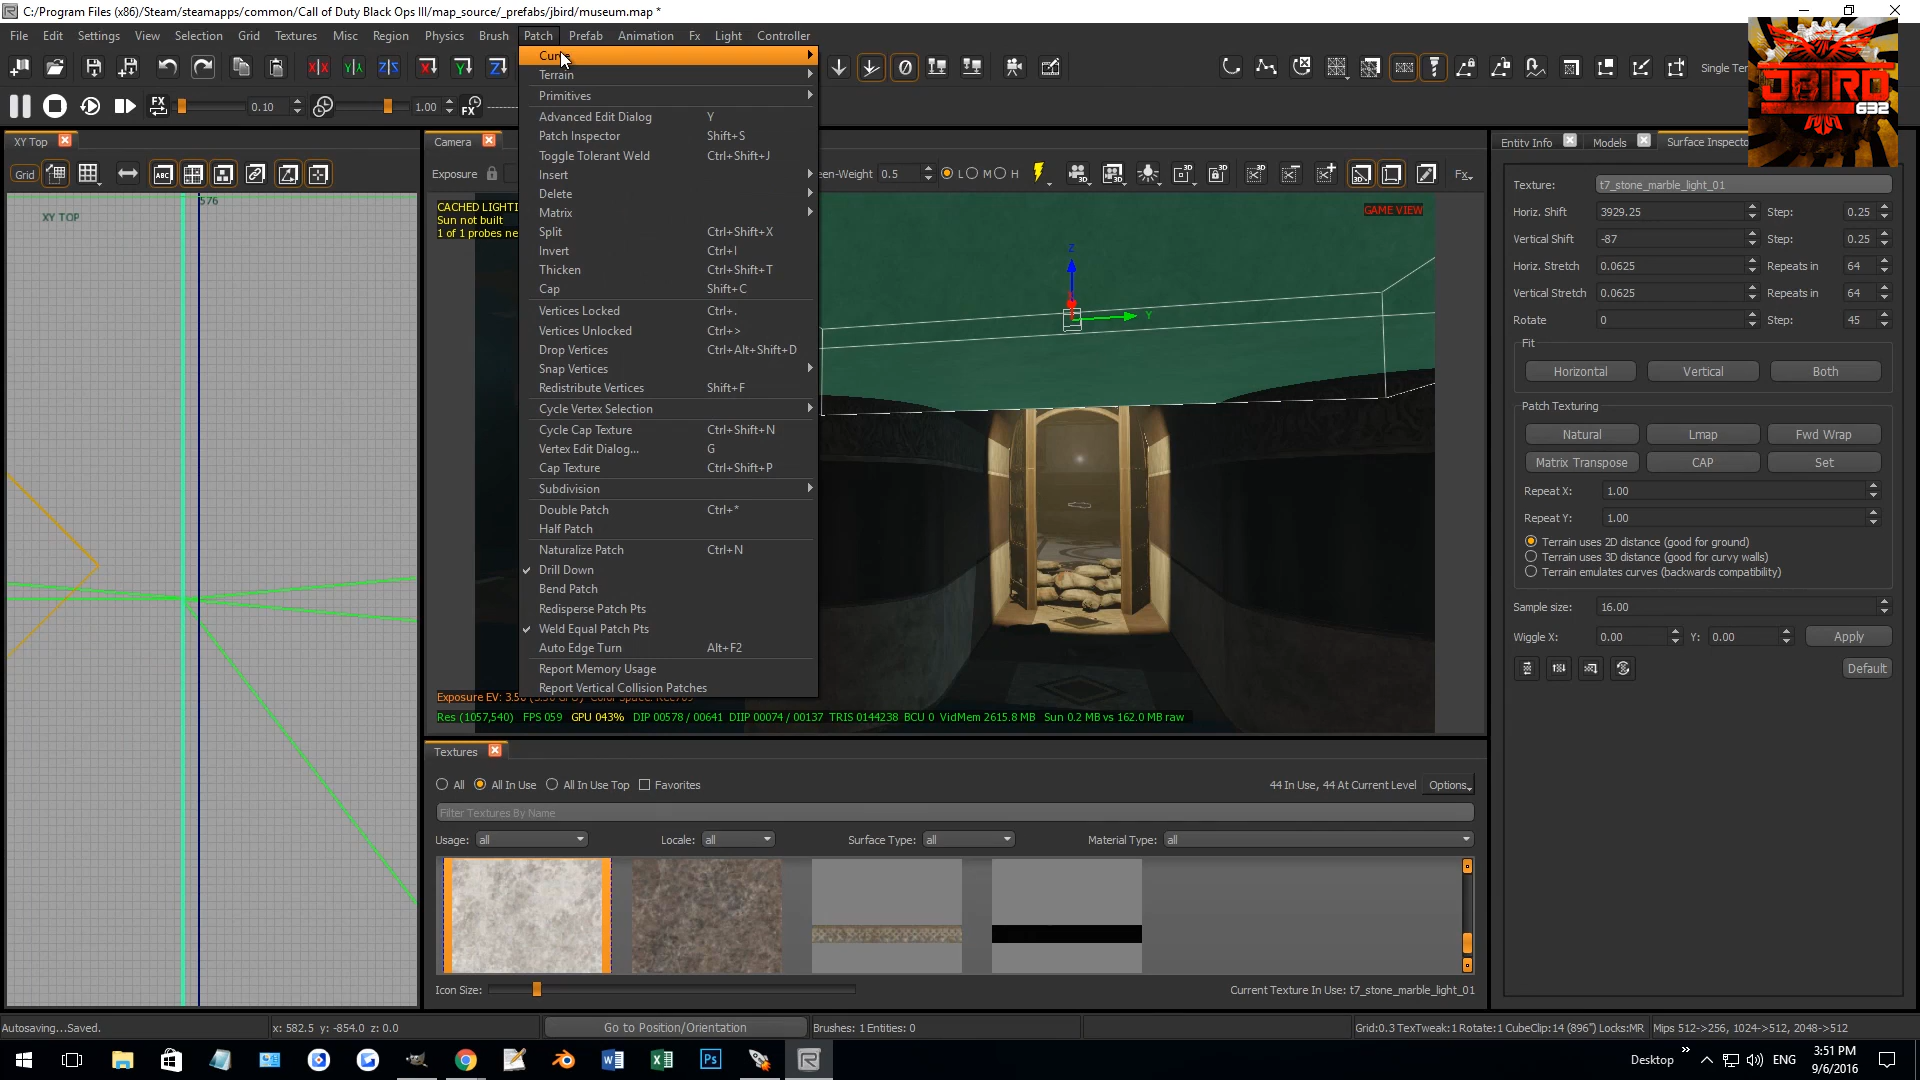 C:/Program Files (x86)/Steam/steamapps/common/Call of Duty Black Ops III/map_source/_prefabs/jbird/museum.map *
File Edit Settings View Selection Grid Textures Misc Region Physics Brush Patch Prefab Animation Fx Light Controller
JBIRD
632
0.10 1.00
XY Top
Grid
XY TOP
576
Curve
Terrain
Primitives
Advanced Edit Dialog Y
Patch Inspector Shift+S
Toggle Tolerant Weld Ctrl+Shift+J
Insert
Delete
Matrix
Split Ctrl+Shift+X
Invert Ctrl+I
Thicken Ctrl+Shift+T
Cap Shift+C
Vertices Locked Ctrl+.
Vertices Unlocked Ctrl+>
Drop Vertices Ctrl+Alt+Shift+D
Snap Vertices
Redistribute Vertices Shift+F
Cycle Vertex Selection
Cycle Cap Texture Ctrl+Shift+N
Vertex Edit Dialog... G
Cap Texture Ctrl+Shift+P
Subdivision
Double Patch Ctrl+*
Half Patch
Naturalize Patch Ctrl+N
Drill Down
Bend Patch
Redisperse Patch Pts
Weld Equal Patch Pts
Auto Edge Turn Alt+F2
Report Memory Usage
Report Vertical Collision Patches
Camera
Exposure
een-Weight 0.5 L M H Fx
CACHED LIGHTI
Sun not built
1 of 1 probes ne
GAME VIEW
Z
Y
Res (1057,540) FPS 059 GPU 043% DIP 00578 / 00641 DIIP 00074 / 00137 TRIS 0144238 BCU 0 VidMem 2615.8 MB Sun 0.2 MB vs 162.0 MB raw
Textures
All All In Use All In Use Top Favorites 44 In Use, 44 At Current Level Options
Filter Textures By Name
Usage: all Locale: all Surface Type: all Material Type: all
Icon Size: Current Texture In Use: t7_stone_marble_light_01
Entity Info Models Surface Inspecto
Texture: t7_stone_marble_light_01
Horiz. Shift 3929.25 Step: 0.25
Vertical Shift -87 Step: 0.25
Horiz. Stretch 0.0625 Repeats in 64
Vertical Stretch 0.0625 Repeats in 64
Rotate 0 Step: 45
Fit
Horizontal Vertical Both
Patch Texturing
Natural Lmap Fwd Wrap
Matrix Transpose CAP Set
Repeat X: 1.00
Repeat Y: 1.00
Terrain uses 2D distance (good for ground)
Terrain uses 3D distance (good for curvy walls)
Terrain emulates curves (backwards compatibility)
Sample size: 16.00
Wiggle X: 0.00 Y: 0.00 Apply
Default
Autosaving...Saved. x: 582.5 y: -854.0 z: 0.0 Go to Position/Orientation Brushes: 1 Entities: 0 Grid:0.3 TexTweak:1 Rotate:1 CubeClip:14 (896") Locks:MR Mips 512->256, 1024->512, 2048->512
Desktop ENG
3:51 PM
9/6/2016